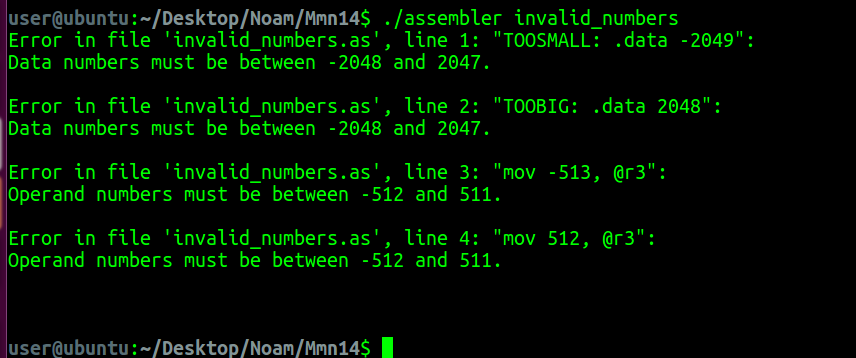 user@ubuntu:~/Desktop/Noam/Mmn14$ ./assembler invalid_numbers
Error in file 'invalid_numbers.as', line 1: "TOOSMALL: .data -2049":
Data numbers must be between -2048 and 2047.
Error in file 'invalid_numbers.as', line 2: "TOOBIG: .data 2048":
Data numbers must be between -2048 and 2047.
Error in file 'invalid_numbers.as', line 3: "mov -513, @r3":
Operand numbers must be between -512 and 511.
Error in file 'invalid_numbers.as', line 4: "mov 512, @r3":
Operand numbers must be between -512 and 511.
user@ubuntu:~/Desktop/Noam/Mmn14$